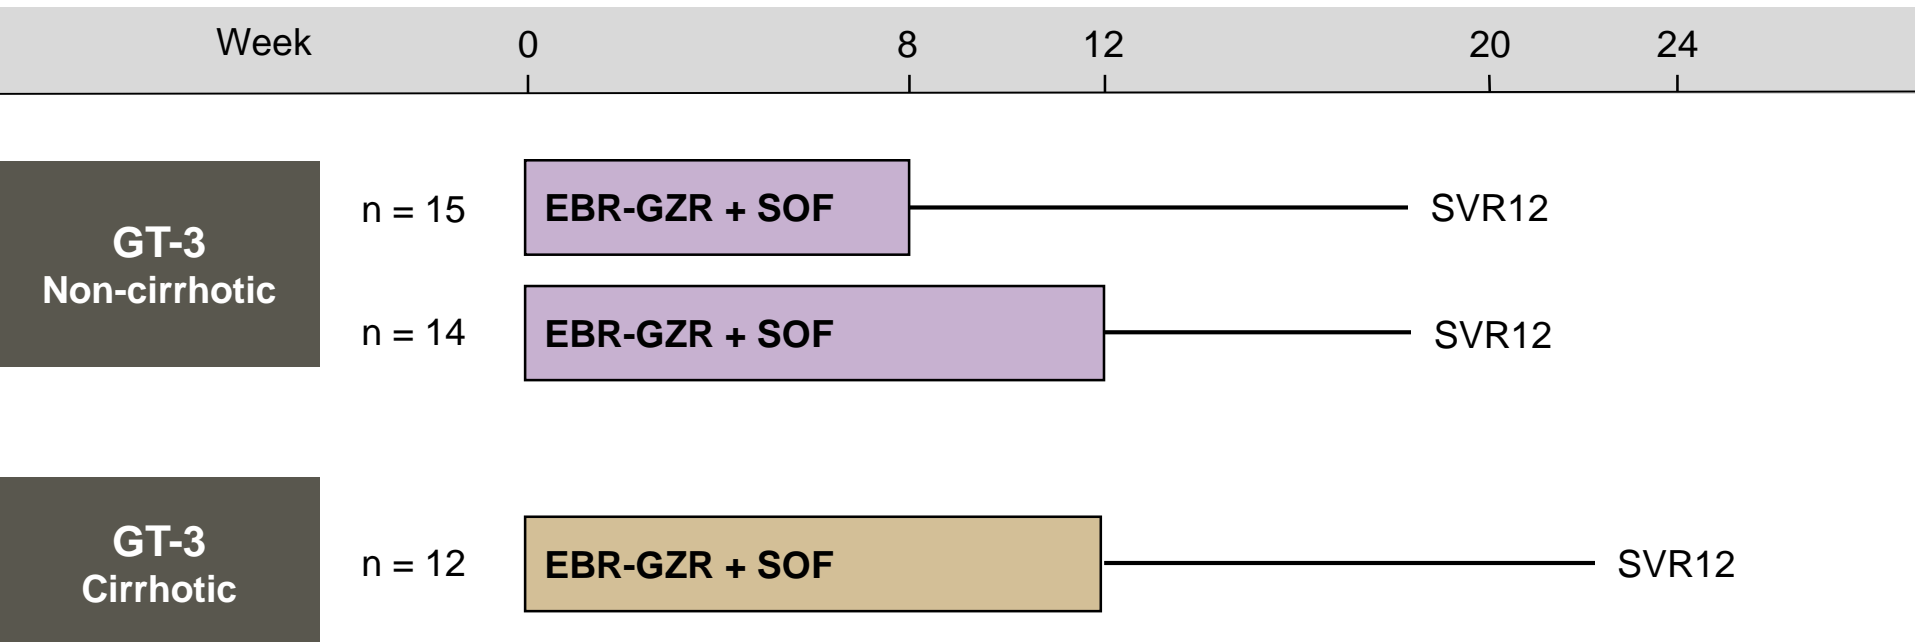 Week 0 8 12 20 24
GT-3
Non-cirrhotic
n = 15 EBR-GZR + SOF SVR12
n = 14 EBR-GZR + SOF SVR12
GT-3
Cirrhotic
n = 12 EBR-GZR + SOF SVR12